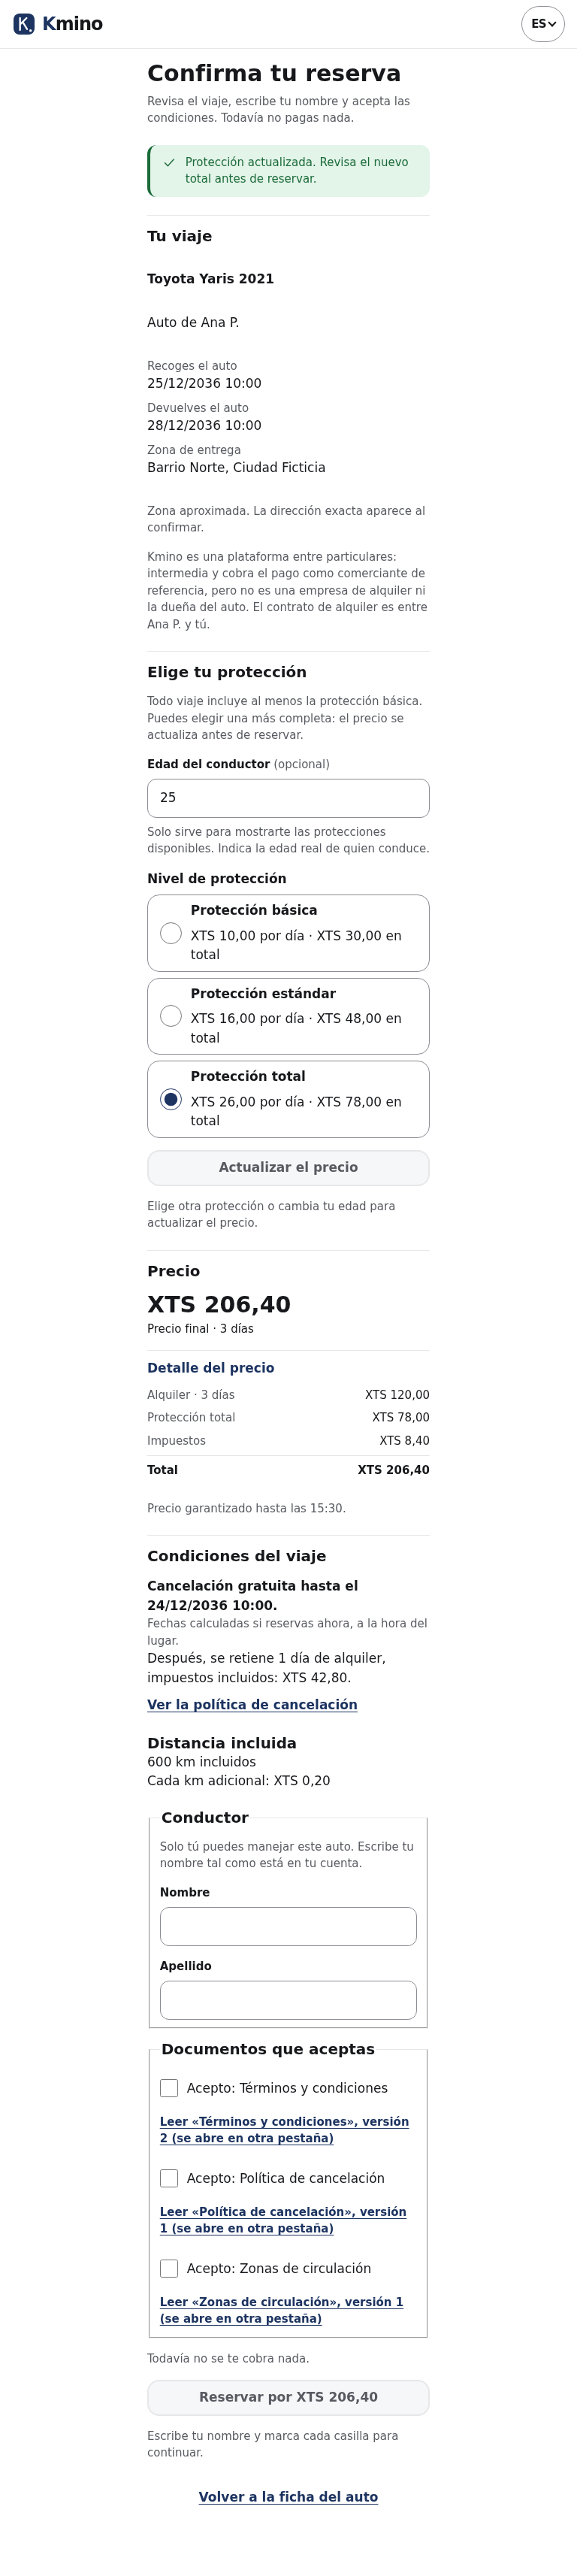 Kmino
ES
Confirma tu reserva
Revisa el viaje, escribe tu nombre y acepta las
condiciones. Todavía no pagas nada.
Protección actualizada. Revisa el nuevo
total antes de reservar.
Tu viaje
Toyota Yaris 2021
Auto de Ana P.
Recoges el auto
25/12/2036 10:00
Devuelves el auto
28/12/2036 10:00
Zona de entrega
Barrio Norte, Ciudad Ficticia
Zona aproximada. La dirección exacta aparece al
confirmar.
Kmino es una plataforma entre particulares:
intermedia y cobra el pago como comerciante de
referencia, pero no es una empresa de alquiler ni
la dueña del auto. El contrato de alquiler es entre
Ana P. y tú.
Elige tu protección
Todo viaje incluye al menos la protección básica.
Puedes elegir una más completa: el precio se
actualiza antes de reservar.
Edad del conductor (opcional)
25
Solo sirve para mostrarte las protecciones
disponibles. Indica la edad real de quien conduce.
Nivel de protección
Protección básica
XTS 10,00 por día · XTS 30,00 en
total
Protección estándar
XTS 16,00 por día · XTS 48,00 en
total
Protección total
XTS 26,00 por día · XTS 78,00 en
total
Actualizar el precio
Elige otra protección o cambia tu edad para
actualizar el precio.
Precio
XTS 206,40
Precio final · 3 días
Detalle del precio
Alquiler · 3 días XTS 120,00
Protección total XTS 78,00
Impuestos XTS 8,40
Total XTS 206,40
Precio garantizado hasta las 15:30.
Condiciones del viaje
Cancelación gratuita hasta el
24/12/2036 10:00.
Fechas calculadas si reservas ahora, a la hora del
lugar.
Después, se retiene 1 día de alquiler,
impuestos incluidos: XTS 42,80.
Ver la política de cancelación
Distancia incluida
600 km incluidos
Cada km adicional: XTS 0,20
Conductor
Solo tú puedes manejar este auto. Escribe tu
nombre tal como está en tu cuenta.
Nombre
Apellido
Documentos que aceptas
Acepto: Términos y condiciones
Leer «Términos y condiciones», versión
2 (se abre en otra pestaña)
Acepto: Política de cancelación
Leer «Política de cancelación», versión
1 (se abre en otra pestaña)
Acepto: Zonas de circulación
Leer «Zonas de circulación», versión 1
(se abre en otra pestaña)
Todavía no se te cobra nada.
Reservar por XTS 206,40
Escribe tu nombre y marca cada casilla para
continuar.
Volver a la ficha del auto